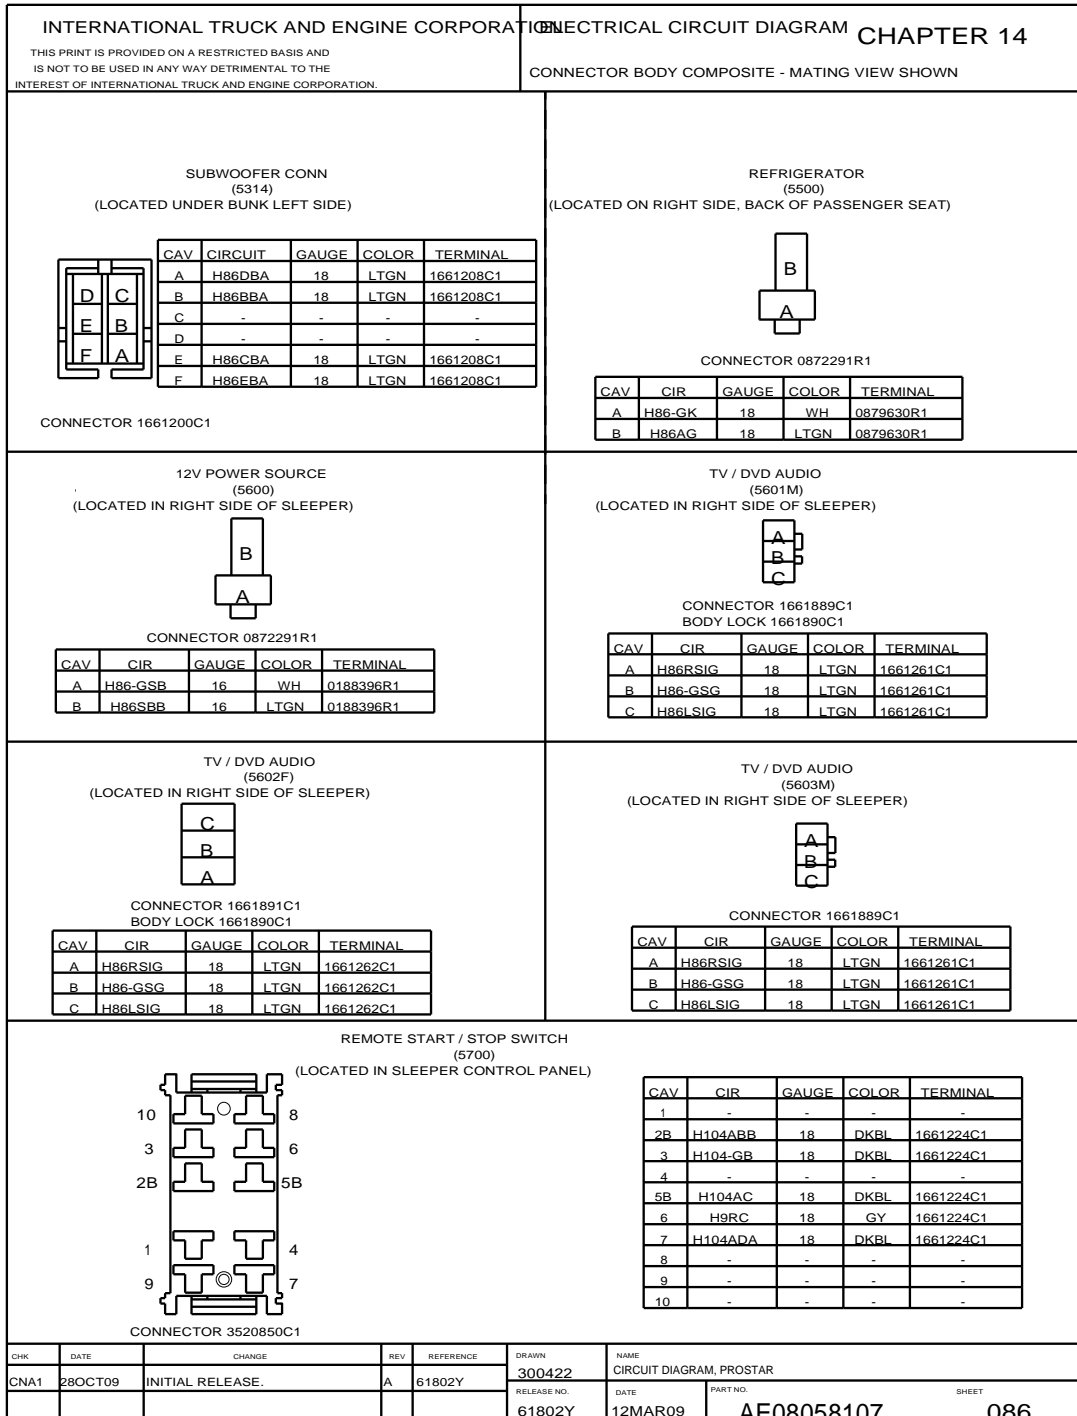 INTERNATIONAL TRUCK AND ENGINE CORPORATION
THIS PRINT IS PROVIDED ON A RESTRICTED BASIS AND
IS NOT TO BE USED IN ANY WAY DETRIMENTAL TO THE
INTEREST OF INTERNATIONAL TRUCK AND ENGINE CORPORATION.
ELECTRICAL CIRCUIT DIAGRAM CHAPTER 14
CONNECTOR BODY COMPOSITE - MATING VIEW SHOWN
SUBWOOFER CONN
(5314)
(LOCATED UNDER BUNK LEFT SIDE)
D C
E B
F A
CAV CIRCUIT GAUGE COLOR TERMINAL
A H86DBA 18 LTGN 1661208C1
B H86BBA 18 LTGN 1661208C1
C - - - -
D - - - -
E H86CBA 18 LTGN 1661208C1
F H86EBA 18 LTGN 1661208C1
CONNECTOR 1661200C1
REFRIGERATOR
(5500)
(LOCATED ON RIGHT SIDE, BACK OF PASSENGER SEAT)
B
A
CONNECTOR 0872291R1
CAV CIR GAUGE COLOR TERMINAL
A H86-GK 18 WH 0879630R1
B H86AG 18 LTGN 0879630R1
12V POWER SOURCE
(5600)
(LOCATED IN RIGHT SIDE OF SLEEPER)
B
A
CONNECTOR 0872291R1
CAV CIR GAUGE COLOR TERMINAL
A H86-GSB 16 WH 0188396R1
B H86SBB 16 LTGN 0188396R1
TV / DVD AUDIO
(5601M)
(LOCATED IN RIGHT SIDE OF SLEEPER)
A
B
C
CONNECTOR 1661889C1
BODY LOCK 1661890C1
CAV CIR GAUGE COLOR TERMINAL
A H86RSIG 18 LTGN 1661261C1
B H86-GSG 18 LTGN 1661261C1
C H86LSIG 18 LTGN 1661261C1
TV / DVD AUDIO
(5602F)
(LOCATED IN RIGHT SIDE OF SLEEPER)
C
B
A
CONNECTOR 1661891C1
BODY LOCK 1661890C1
CAV CIR GAUGE COLOR TERMINAL
A H86RSIG 18 LTGN 1661262C1
B H86-GSG 18 LTGN 1661262C1
C H86LSIG 18 LTGN 1661262C1
TV / DVD AUDIO
(5603M)
(LOCATED IN RIGHT SIDE OF SLEEPER)
A
B
C
CONNECTOR 1661889C1
CAV CIR GAUGE COLOR TERMINAL
A H86RSIG 18 LTGN 1661261C1
B H86-GSG 18 LTGN 1661261C1
C H86LSIG 18 LTGN 1661261C1
REMOTE START / STOP SWITCH
(5700)
(LOCATED IN SLEEPER CONTROL PANEL)
10 8
3 6
2B 5B
1 4
9 7
CONNECTOR 3520850C1
CAV CIR GAUGE COLOR TERMINAL
1 - - - -
2B H104ABB 18 DKBL 1661224C1
3 H104-GB 18 DKBL 1661224C1
4 - - - -
5B H104AC 18 DKBL 1661224C1
6 H9RC 18 GY 1661224C1
7 H104ADA 18 DKBL 1661224C1
8 - - - -
9 - - - -
10 - - - -
CHK DATE CHANGE REV REFERENCE
CNA1 28OCT09 INITIAL RELEASE. A 61802Y
DRAWN
300422
NAME
CIRCUIT DIAGRAM, PROSTAR
RELEASE NO. DATE PART NO. SHEET
61802Y 12MAR09 AE08058107 086